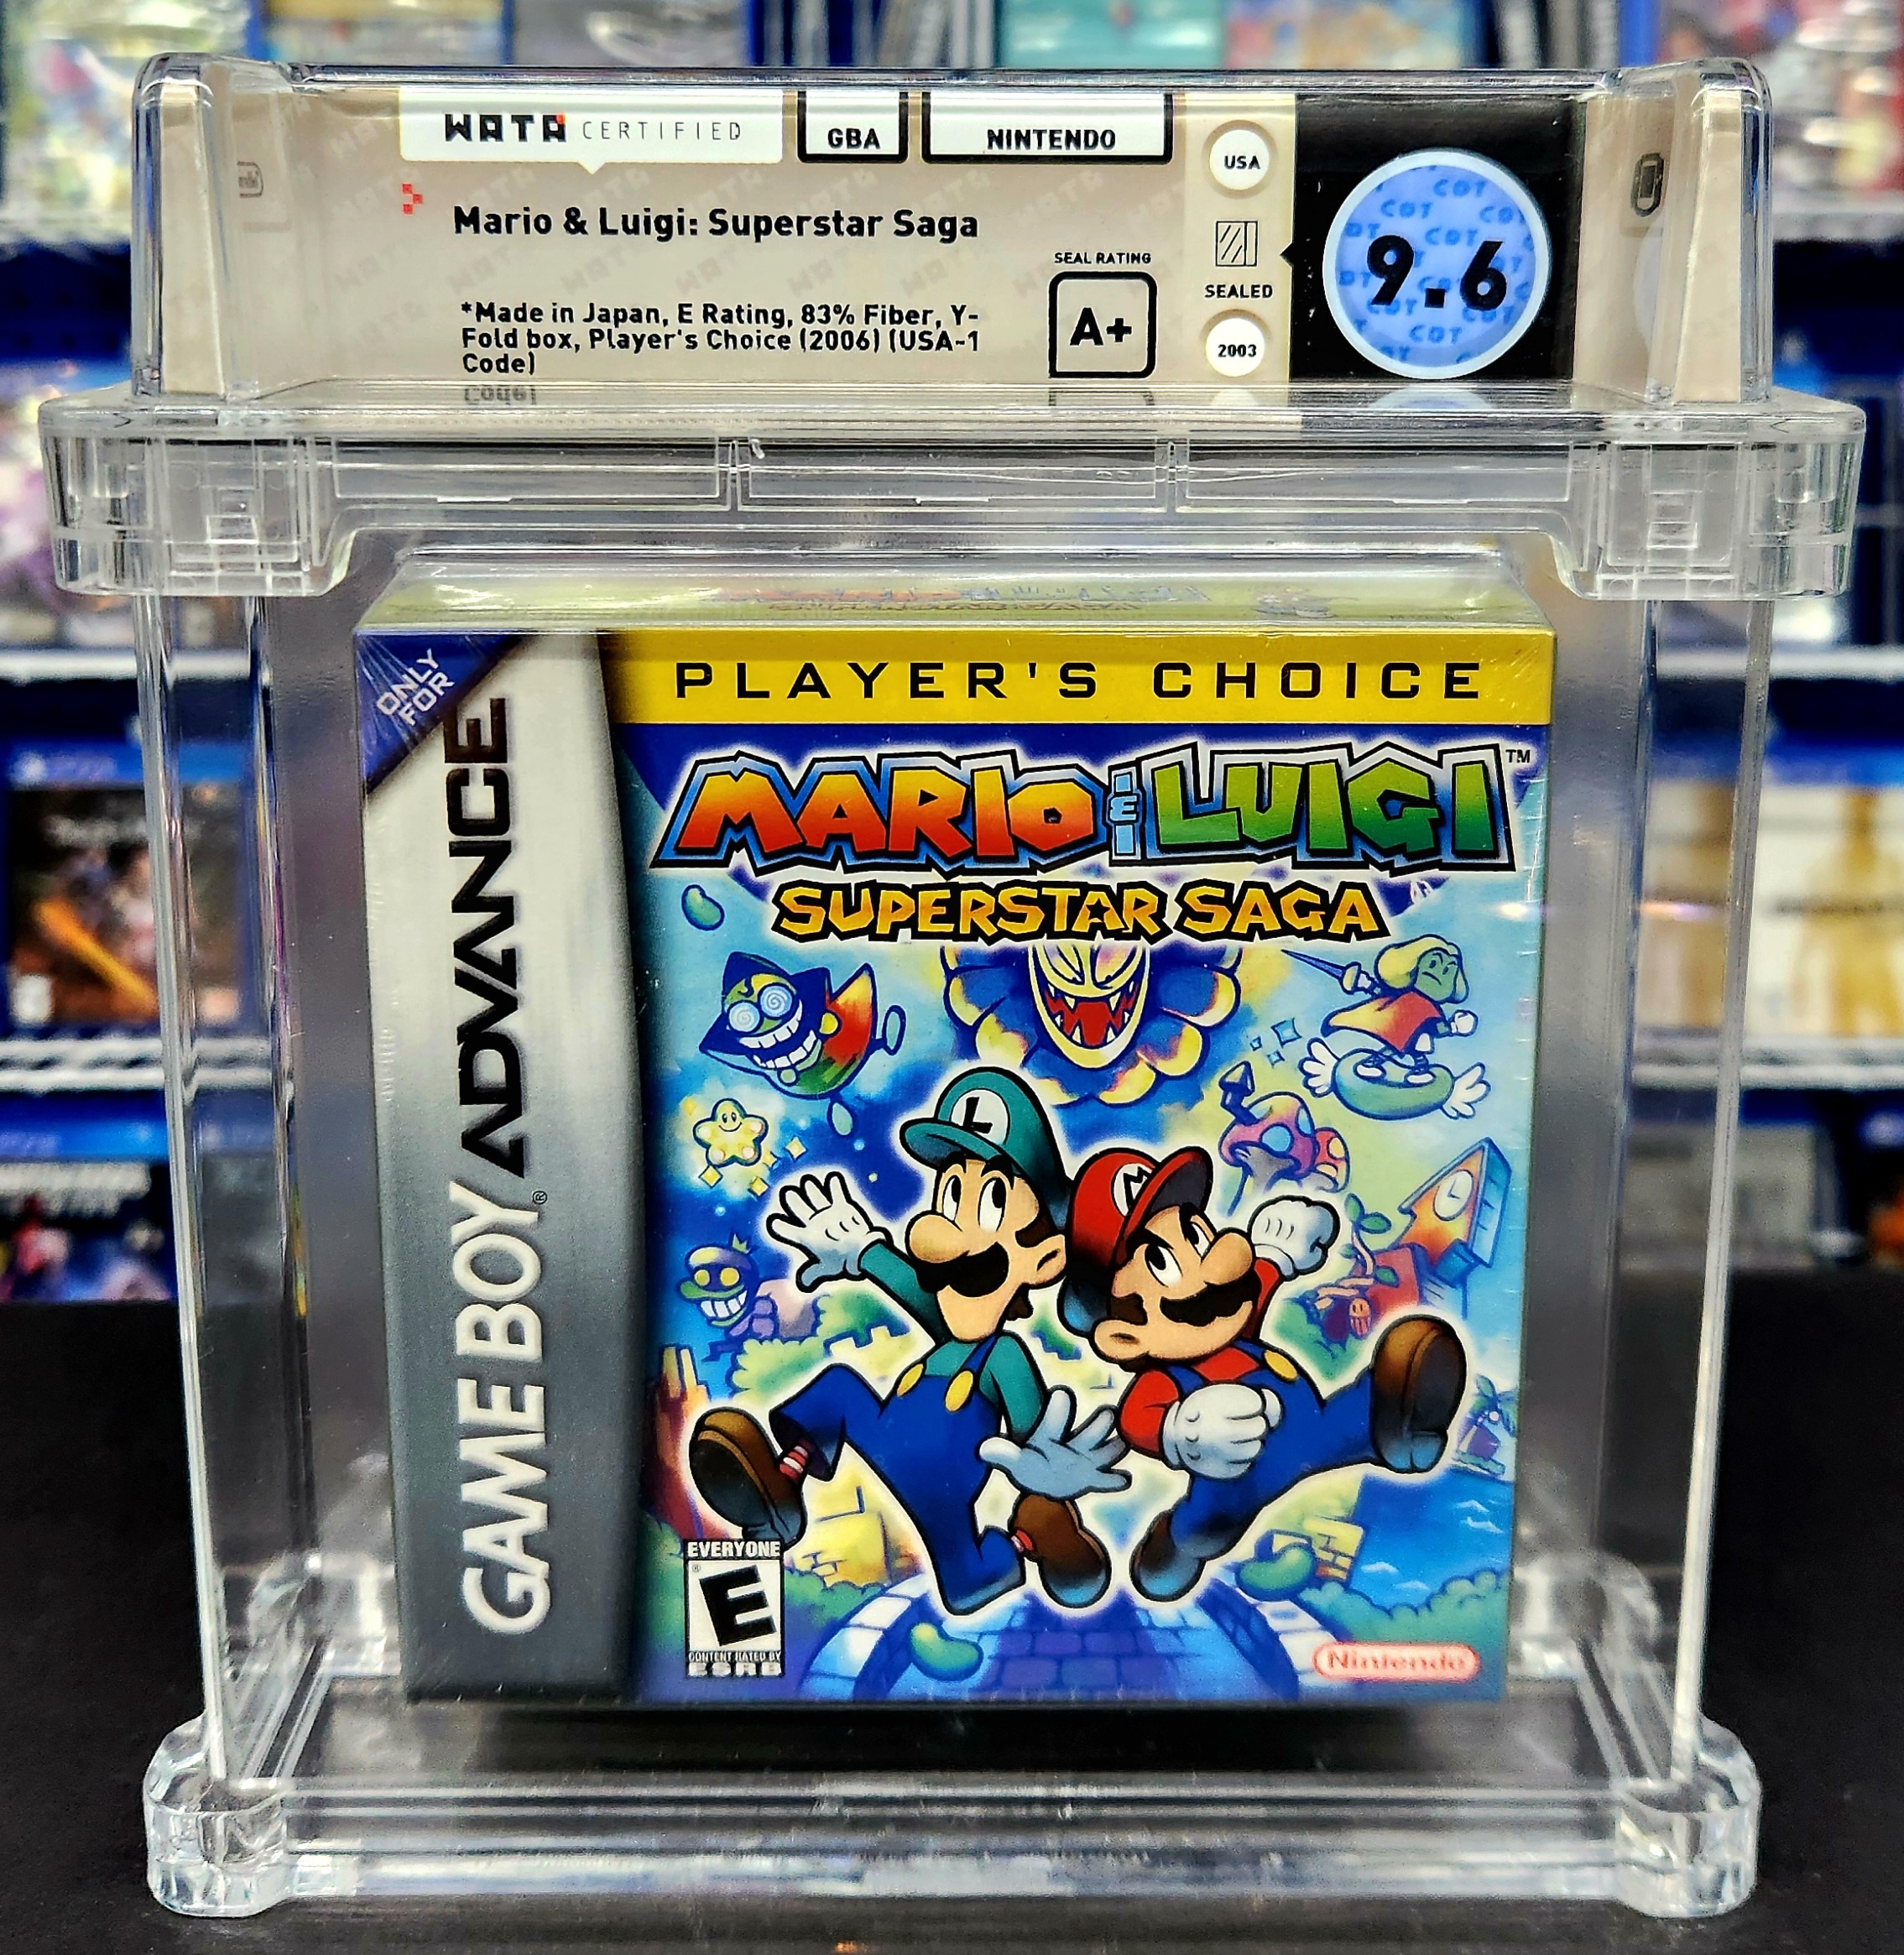 WATA CERTIFIED
GBA
NINTENDO
USA
Mario & Luigi: Superstar Saga
SEAL RATING
A+
SEALED
2003
9.6
*Made in Japan, E Rating, 83% Fiber, Y-
Fold box, Player's Choice (2006) (USA-1
Code)
ONLY
FOR
GAME BOY ADVANCE®
PLAYER'S CHOICE
MARIO & LUIGI™
SUPERSTAR SAGA
L
M
EVERYONE
E
CONTENT RATED BY
ESRB
Nintendo